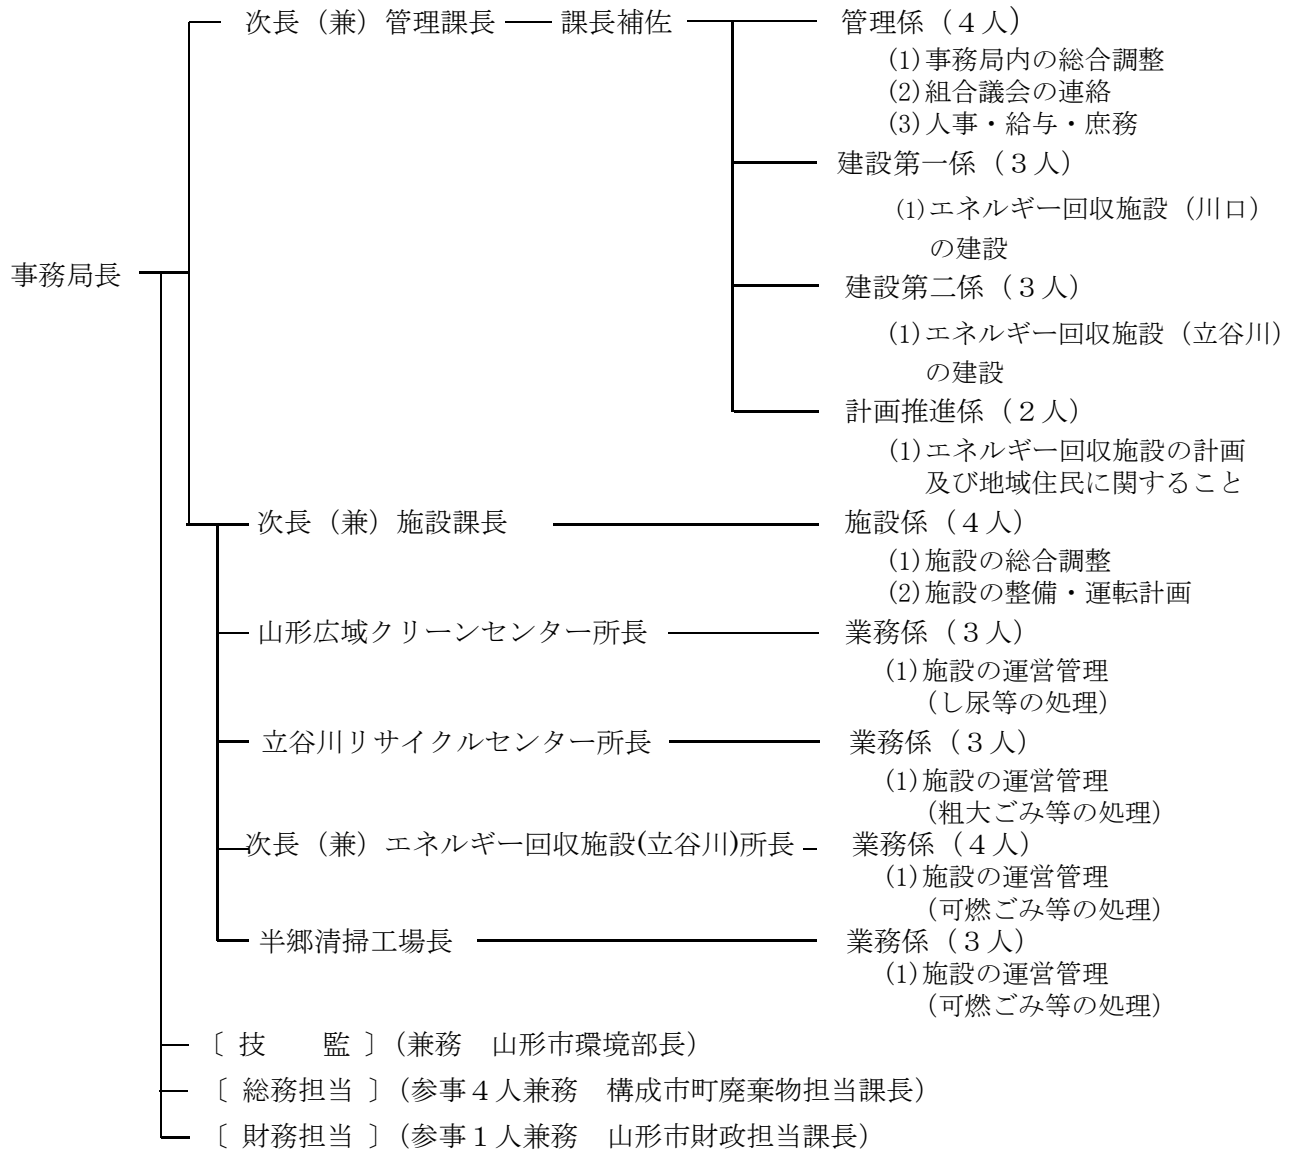 次長（兼）管理課長 課長補佐 管理係（４人）
(1)事務局内の総合調整
(2)組合議会の連絡
(3)人事・給与・庶務
建設第一係（３人）
(1)エネルギー回収施設（川口）
の建設
事務局長
建設第二係（３人）
(1)エネルギー回収施設（立谷川）
の建設
計画推進係（２人）
(1)エネルギー回収施設の計画
及び地域住民に関すること
次長（兼）施設課長 施設係（４人）
(1)施設の総合調整
(2)施設の整備・運転計画
山形広域クリーンセンター所長 業務係（３人）
(1)施設の運営管理
（し尿等の処理）
立谷川リサイクルセンター所長 業務係（３人）
(1)施設の運営管理
（粗大ごみ等の処理）
次長（兼）エネルギー回収施設(立谷川)所長 業務係（４人）
(1)施設の運営管理
（可燃ごみ等の処理）
半郷清掃工場長 業務係（３人）
(1)施設の運営管理
（可燃ごみ等の処理）
〔 技　　監 〕（兼務　山形市環境部長）
〔 総務担当 〕（参事４人兼務　構成市町廃棄物担当課長）
〔 財務担当 〕（参事１人兼務　山形市財政担当課長）